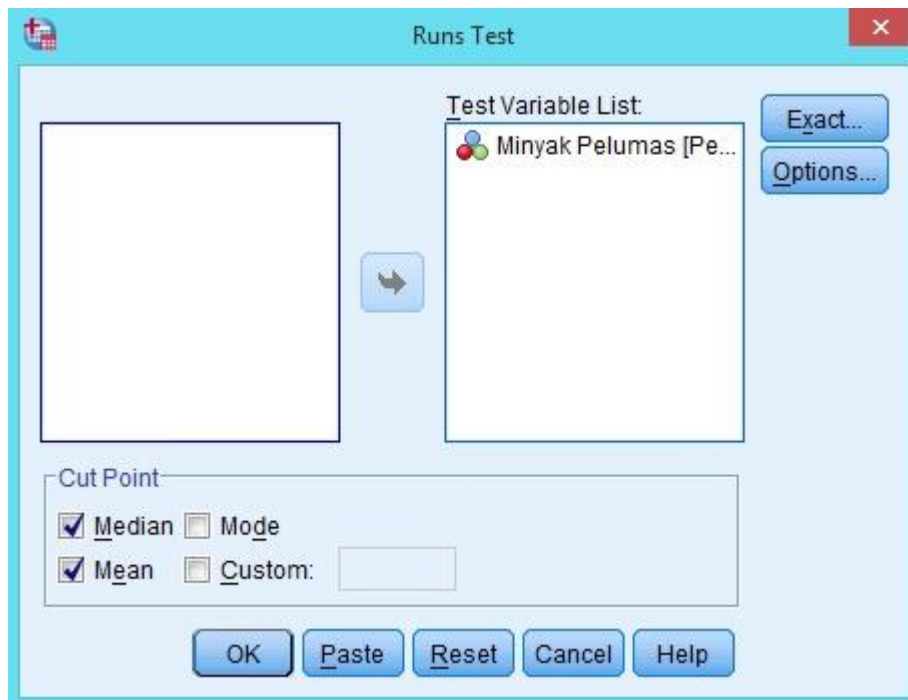 Runs Test
Test Variable List:
Minyak Pelumas [Pe...
Exact...
Options...
Cut Point
Median Mode
Mean Custom:
OK Paste Reset Cancel Help